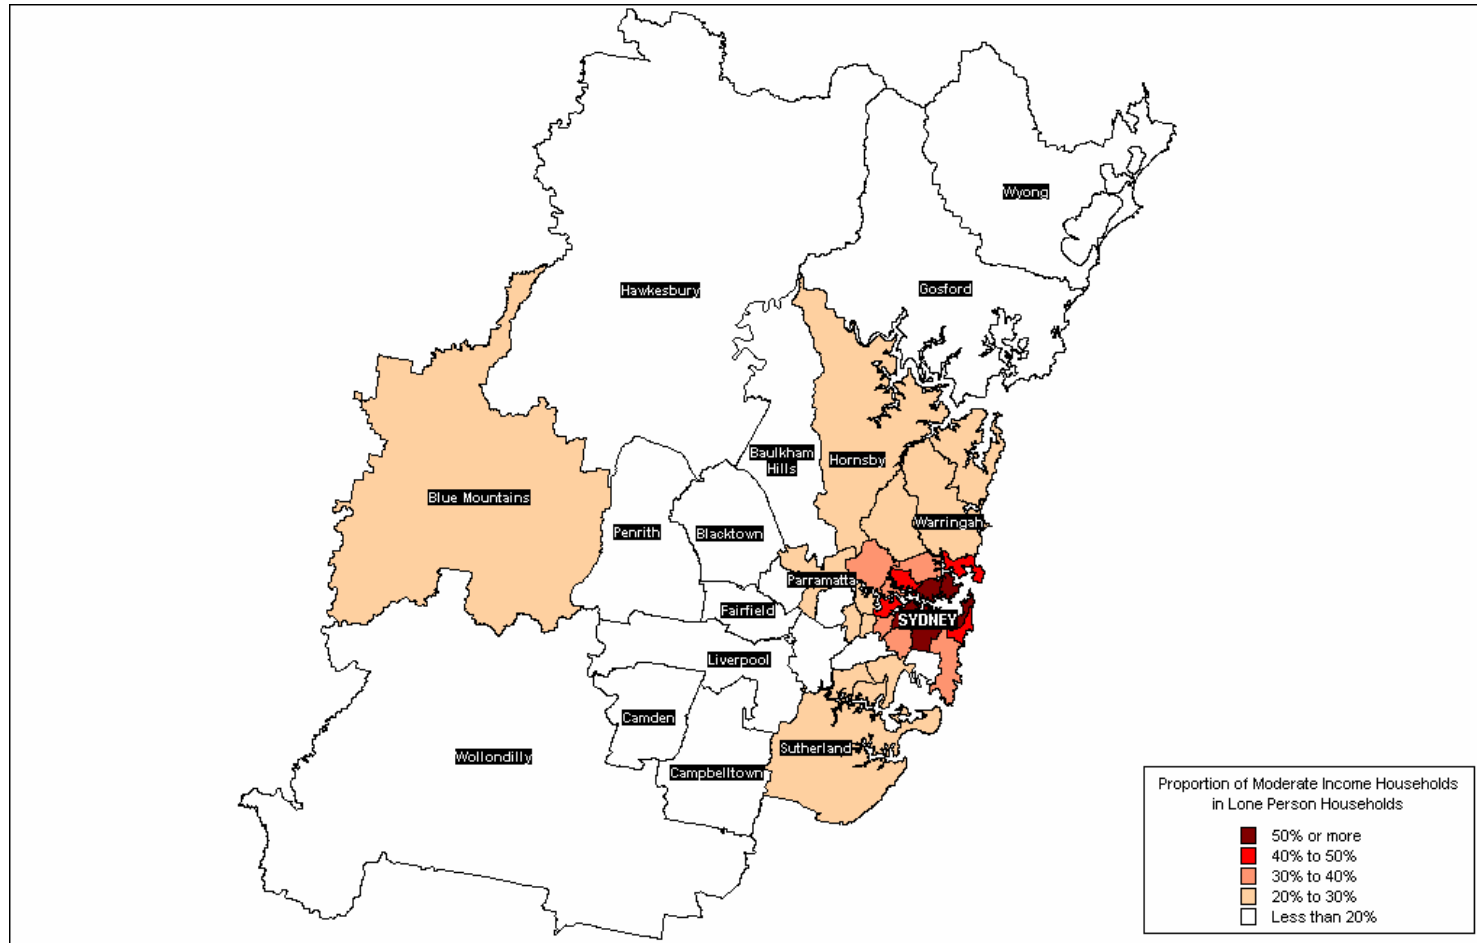 Wyong
Hawkesbury
Gosford
Baulkham
Hills
Hornsby
Blue Mountains
Warringah
Penrith
Blacktown
Parramatta
Fairfield
SYDNEY
Liverpool
Camden
Sutherland
Wollondilly
Campbelltown
Proportion of Moderate Income Households
in Lone Person Households
50% or more
40% to 50%
30% to 40%
20% to 30%
Less than 20%